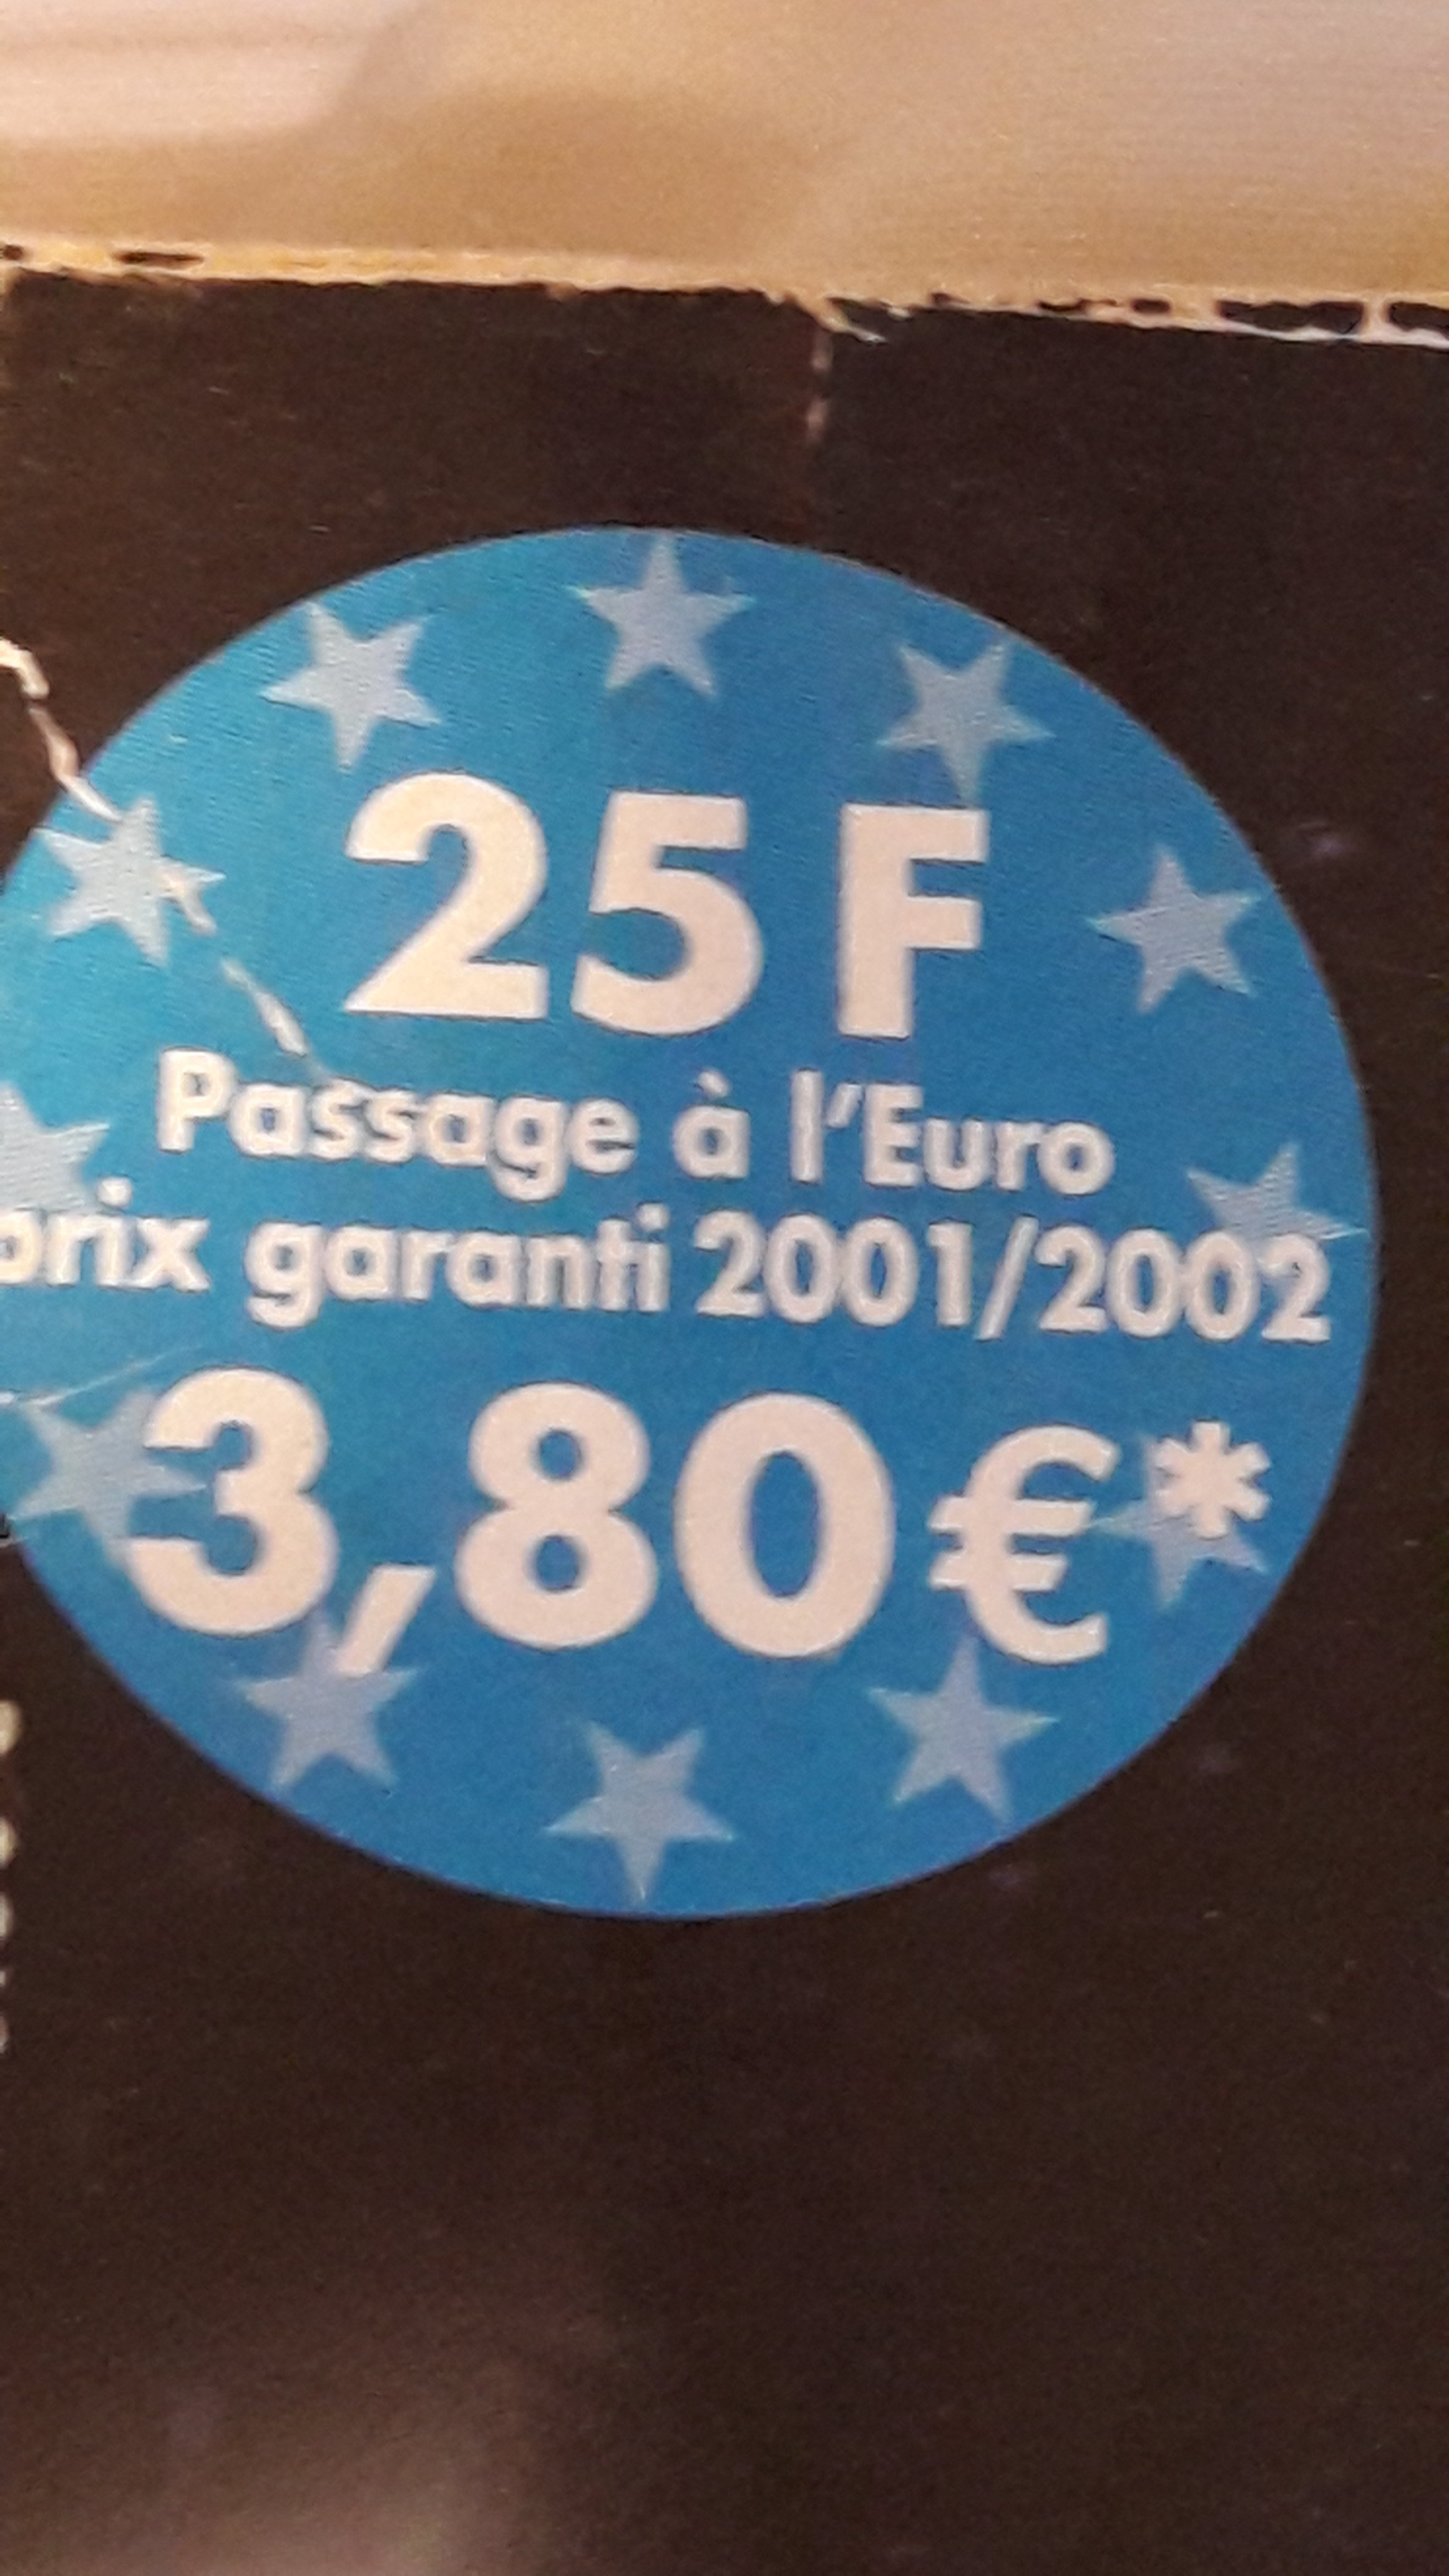 25 F
Passage à l'Euro
prix garanti 2001/2002
3,80 €*